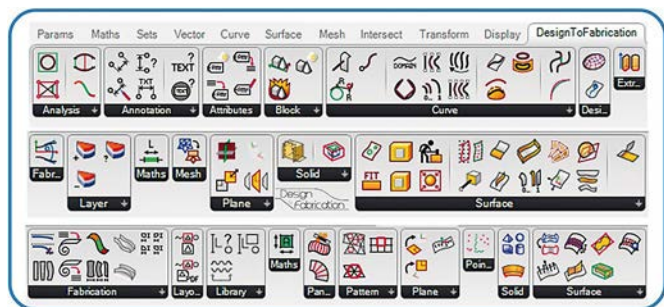 Params Maths Sets Vector Curve Surface Mesh Intersect Transform Display DesignToFabrication
TEXT
TXT
DOMAIN
Analysis Annotation Attributes Block Curve Desi... Extr...
L
FIT
Design
Fabrication
Fabr... Layer Maths Mesh Plane Solid Surface
L?
Fabrication Layo... Library Maths Pan... Pattern Plane Poin... Solid Surface